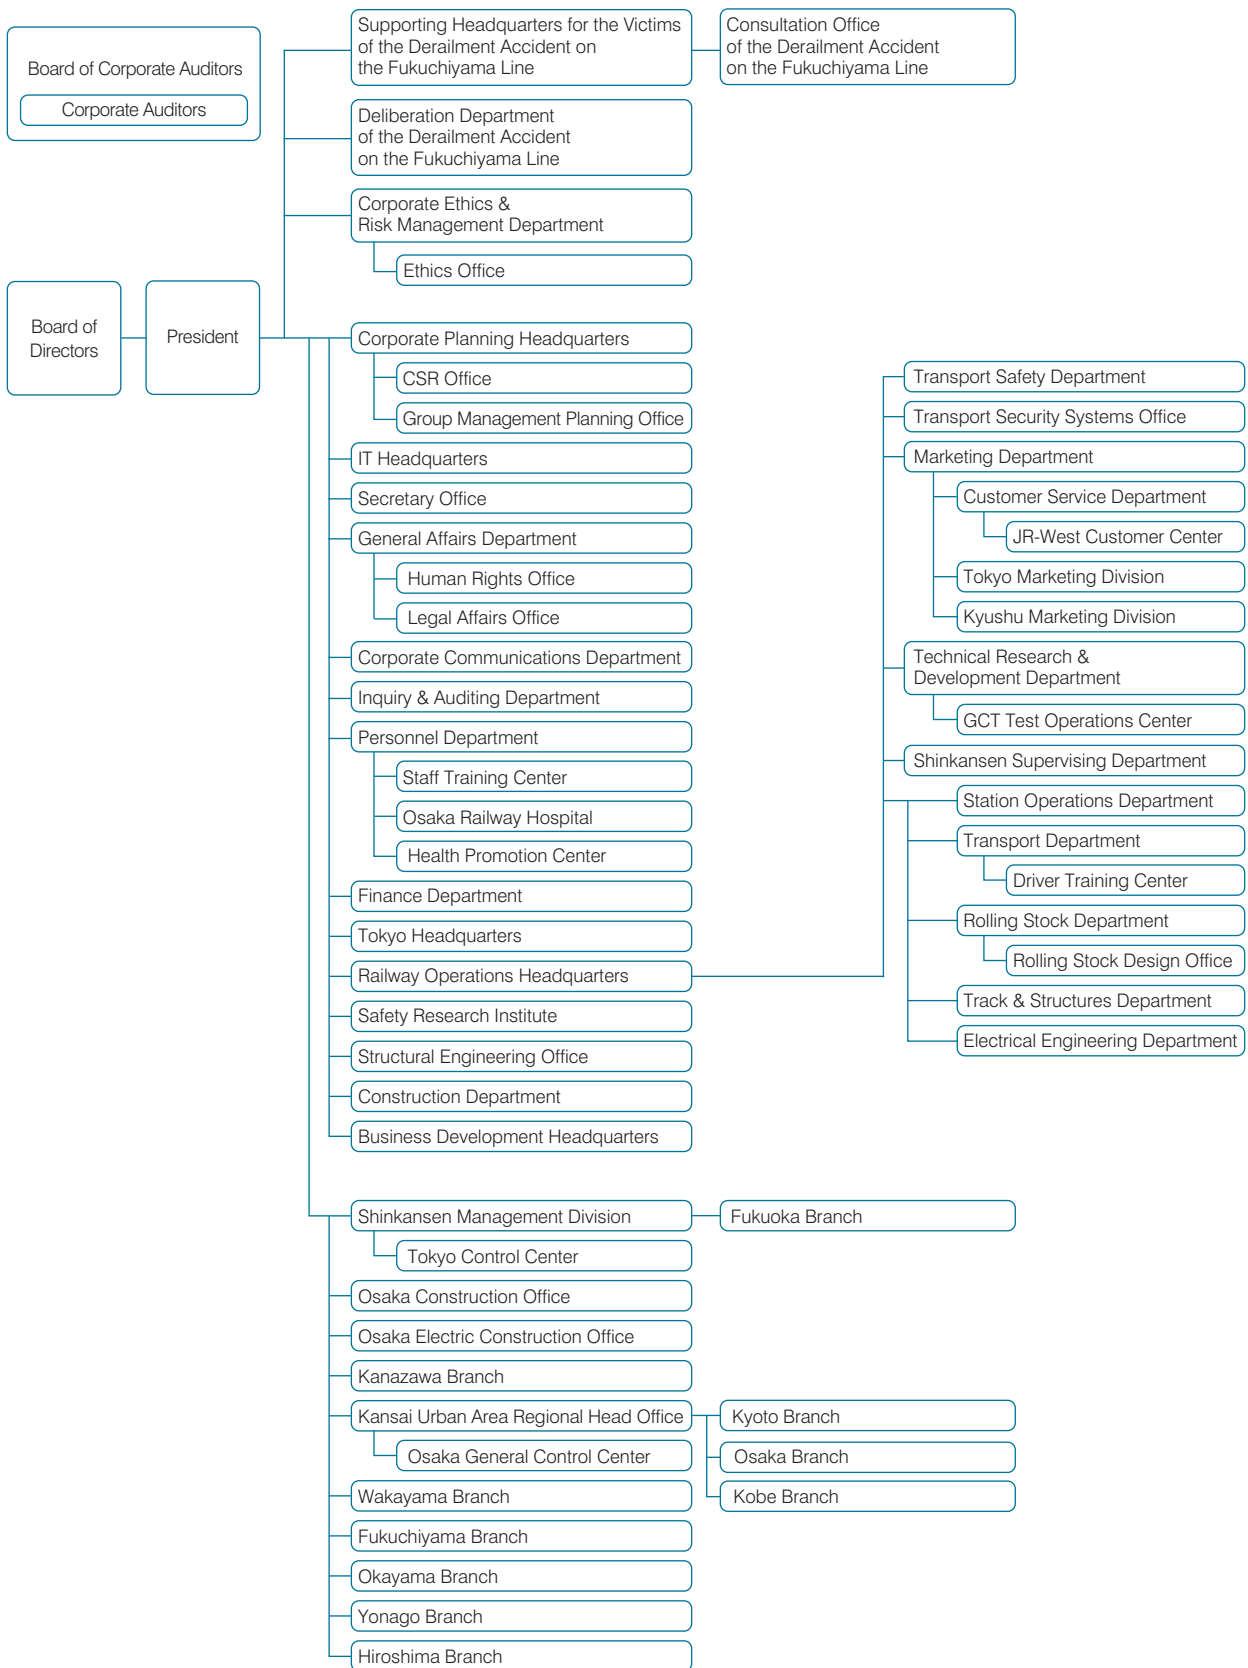 Board of Corporate Auditors
Corporate Auditors
Board of
Directors
President
Supporting Headquarters for the Victims
of the Derailment Accident on
the Fukuchiyama Line
Consultation Office
of the Derailment Accident
on the Fukuchiyama Line
Deliberation Department
of the Derailment Accident
on the Fukuchiyama Line
Corporate Ethics &
Risk Management Department
Ethics Office
Corporate Planning Headquarters
CSR Office
Group Management Planning Office
IT Headquarters
Secretary Office
General Affairs Department
Human Rights Office
Legal Affairs Office
Corporate Communications Department
Inquiry & Auditing Department
Personnel Department
Staff Training Center
Osaka Railway Hospital
Health Promotion Center
Finance Department
Tokyo Headquarters
Railway Operations Headquarters
Safety Research Institute
Structural Engineering Office
Construction Department
Business Development Headquarters
Transport Safety Department
Transport Security Systems Office
Marketing Department
Customer Service Department
JR-West Customer Center
Tokyo Marketing Division
Kyushu Marketing Division
Technical Research &
Development Department
GCT Test Operations Center
Shinkansen Supervising Department
Station Operations Department
Transport Department
Driver Training Center
Rolling Stock Department
Rolling Stock Design Office
Track & Structures Department
Electrical Engineering Department
Shinkansen Management Division
Fukuoka Branch
Tokyo Control Center
Osaka Construction Office
Osaka Electric Construction Office
Kanazawa Branch
Kansai Urban Area Regional Head Office
Osaka General Control Center
Kyoto Branch
Osaka Branch
Kobe Branch
Wakayama Branch
Fukuchiyama Branch
Okayama Branch
Yonago Branch
Hiroshima Branch